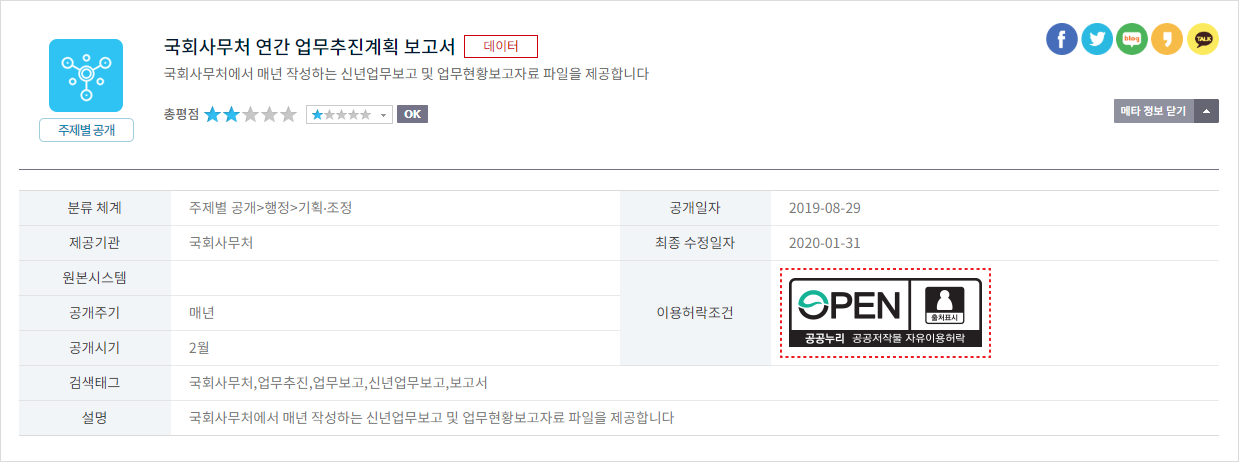 국회사무처 연간 업무추진계획 보고서 데이터
국회사무처에서 매년 작성하는 신년업무보고 및 업무현황보고자료 파일을 제공합니다
총평점 OK
주제별 공개
f blog TALK
메타 정보 닫기
분류 체계 주제별 공개>행정>기획·조정 공개일자 2019-08-29
제공기관 국회사무처 최종 수정일자 2020-01-31
원본시스템
공개주기 매년
이용허락조건
OPEN
출처표시
공공누리 공공저작물 자유이용허락
공개시기 2월
검색태그 국회사무처,업무추진,업무보고,신년업무보고,보고서
설명 국회사무처에서 매년 작성하는 신년업무보고 및 업무현황보고자료 파일을 제공합니다